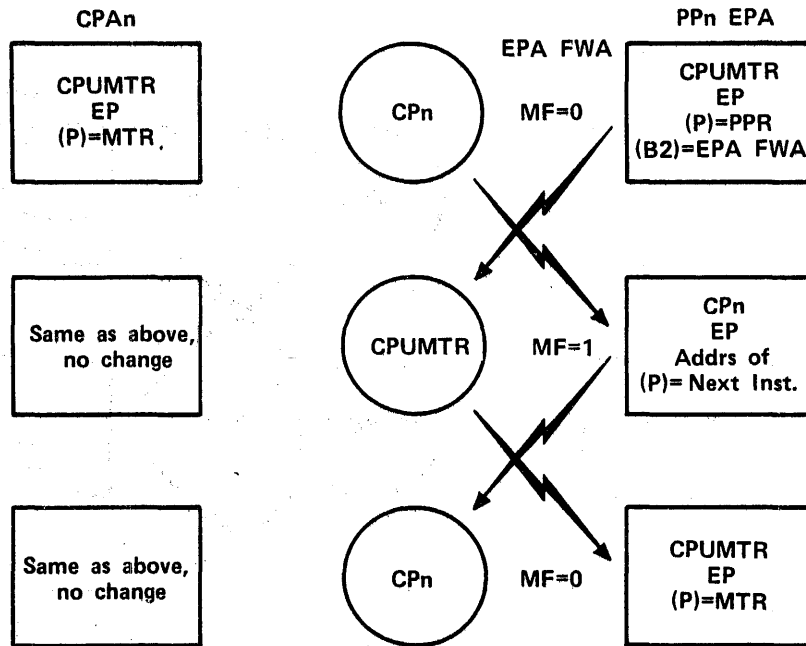 CPAn
PPn EPA
EPA FWA
CPUMTR
EP
(P)=MTR.
CPn
MF=0
CPUMTR
EP
(P)=PPR
(B2)=EPA FWA
Same as above,
no change
CPUMTR
MF=1
CPn
EP
Addrs of
(P)= Next Inst.
Same as above,
no change
CPn
MF=0
CPUMTR
EP
(P)=MTR